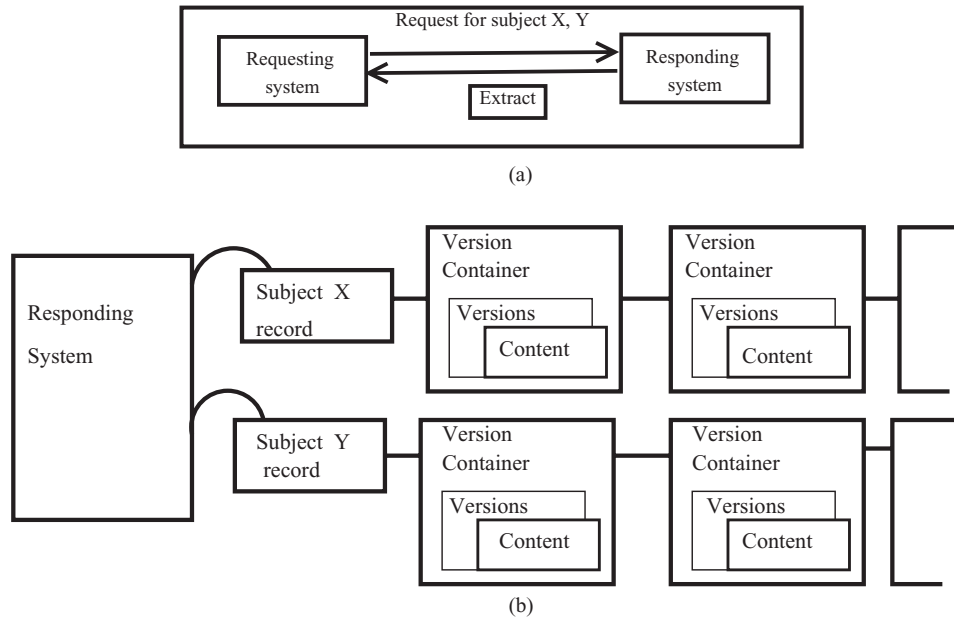 Request for subject X, Y
Requesting
system
Responding
system
Extract
(a)
Responding
System
Subject X
record
Version
Container
Versions
Content
Version
Container
Versions
Content
Subject Y
record
Version
Container
Versions
Content
Version
Container
Versions
Content
(b)